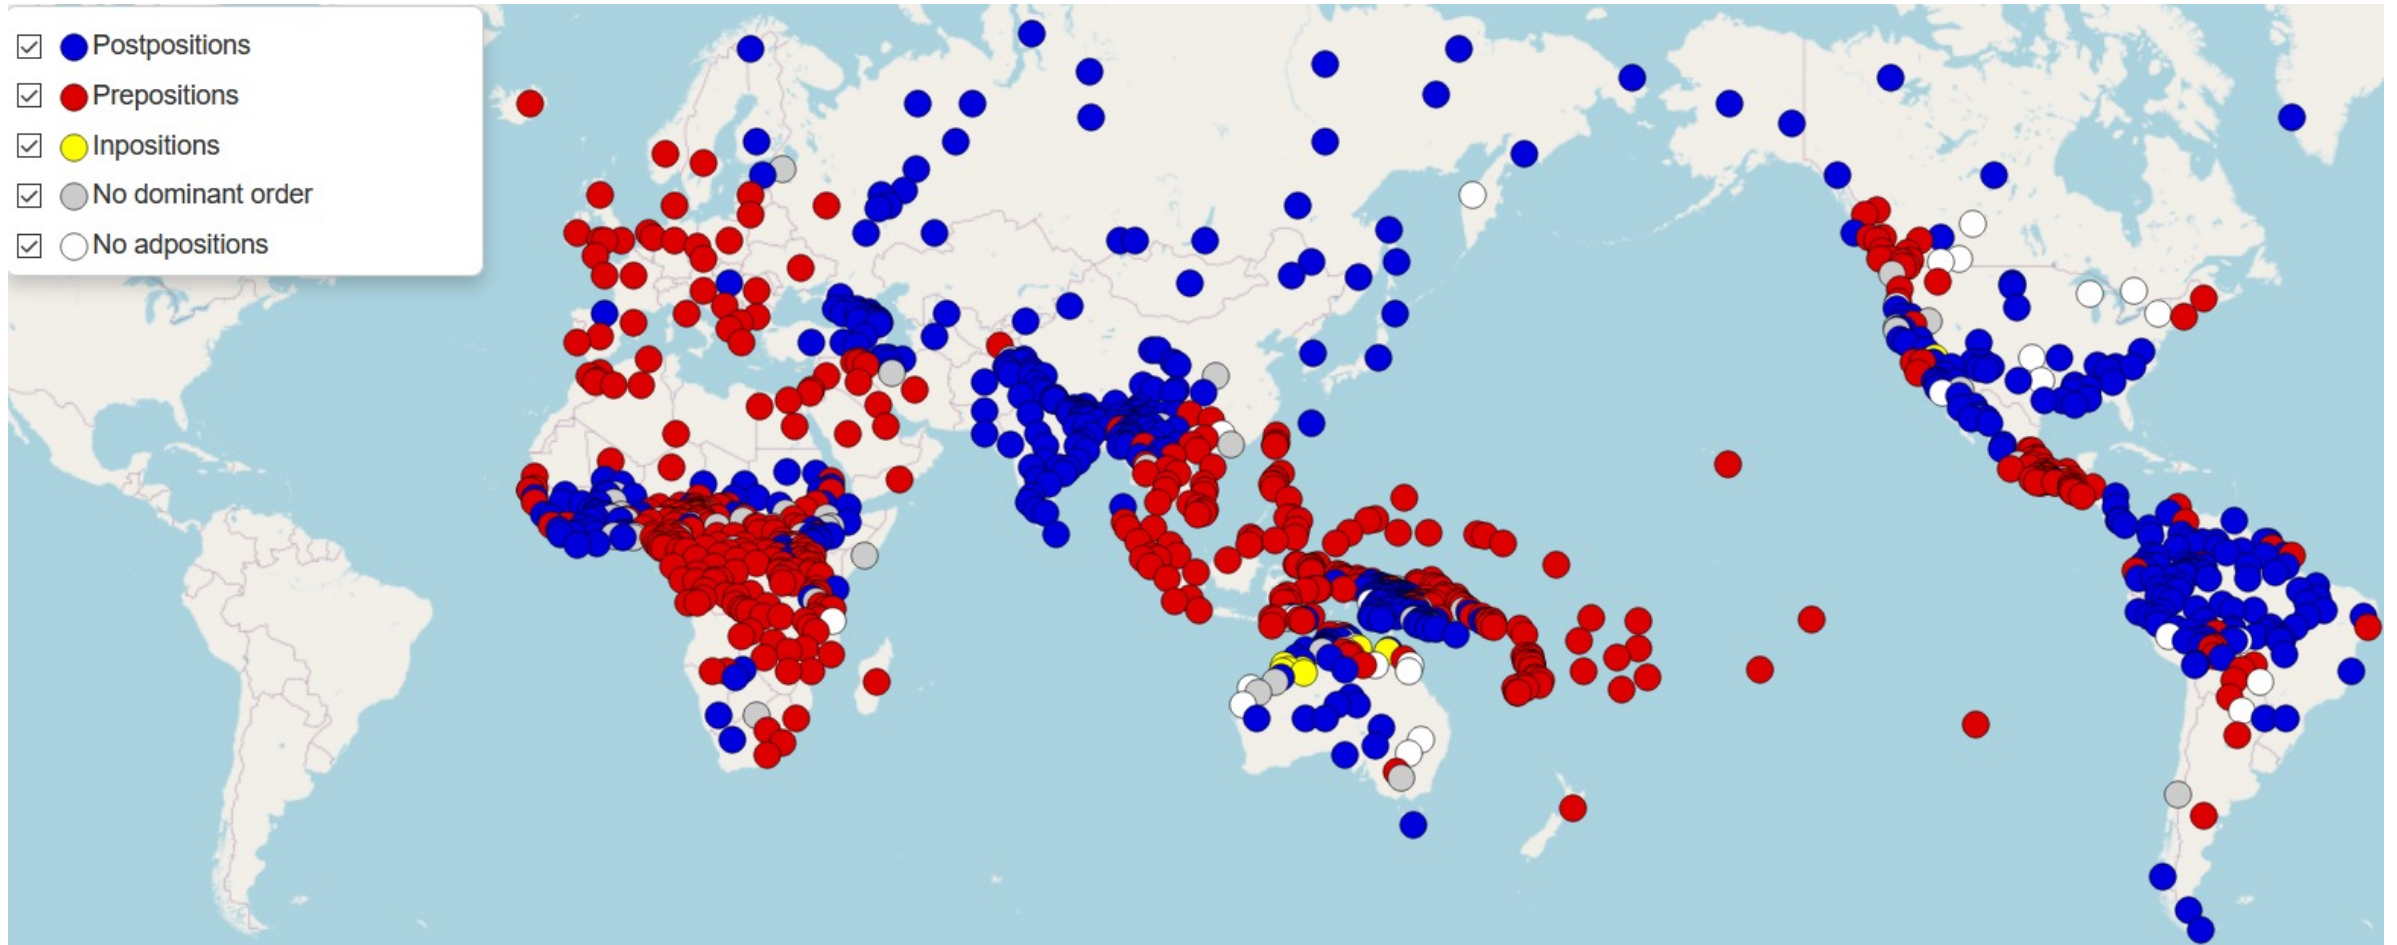 Postpositions
Prepositions
Inpositions
No dominant order
No adpositions